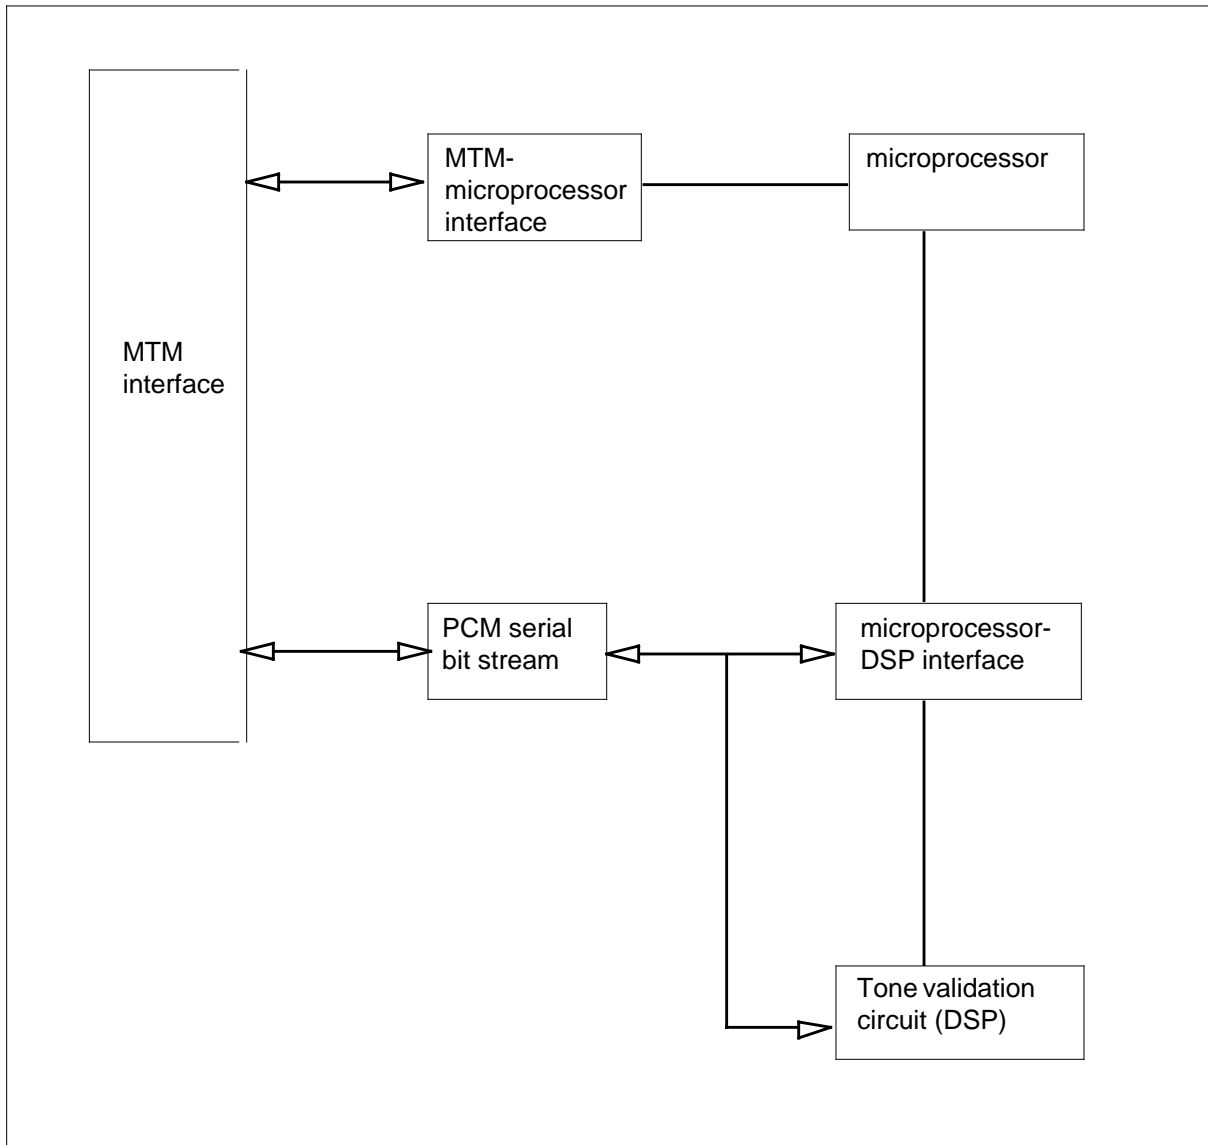 MTM-
microprocessor
interface
microprocessor
MTM
interface
PCM serial
bit stream
microprocessor-
DSP interface
Tone validation
circuit (DSP)